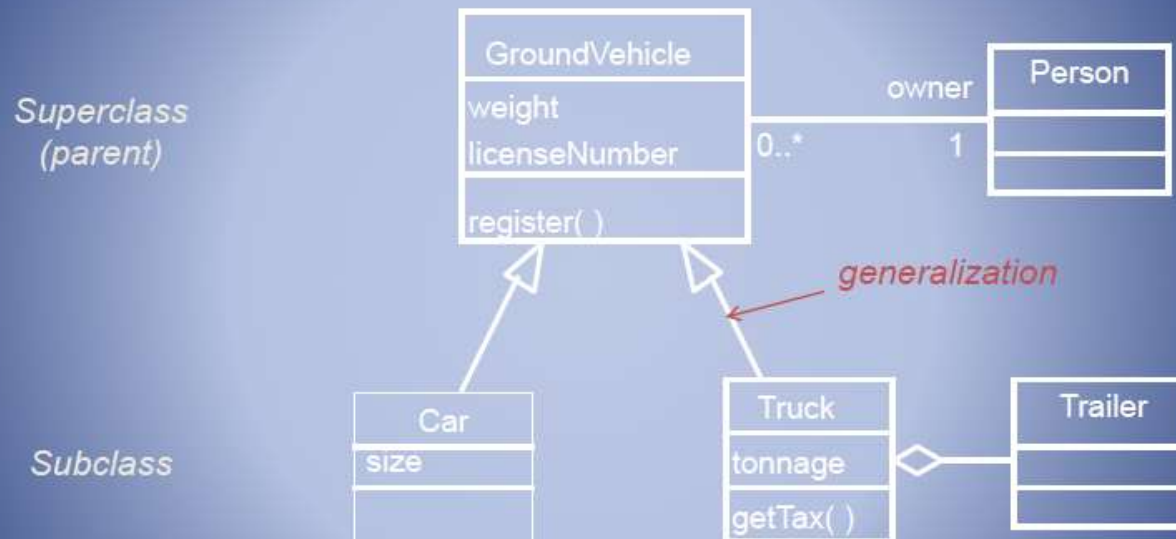 Superclass
(parent)
GroundVehicle
weight
licenseNumber
register( )
owner
0..*
1
Person
generalization
Subclass
Car
size
Truck
tonnage
getTax( )
Trailer